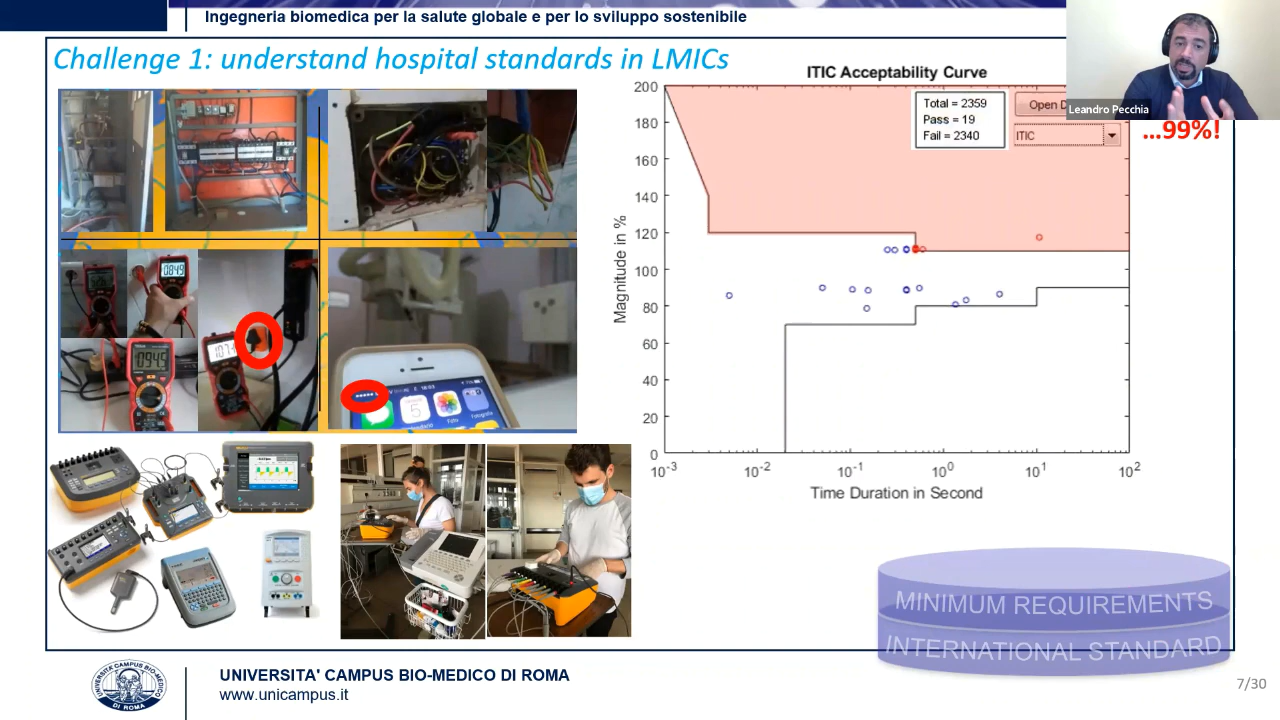 Ingegneria biomedica per la salute globale e per lo sviluppo sostenibile
Challenge 1: understand hospital standards in LMICs
Leandro Pecchia
...99%!
ITIC Acceptability Curve
Total = 2359
Pass = 19
Fail = 2340
Open D
ITIC
Magnitude in %
200
180
160
140
120
100
80
60
40
20
0
10-3
10-2
10-1
100
101
102
Time Duration in Second
MINIMUM REQUIREMENTS
INTERNATIONAL STANDARD
UNIVERSITA' CAMPUS BIO-MEDICO DI ROMA
www.unicampus.it
7/30